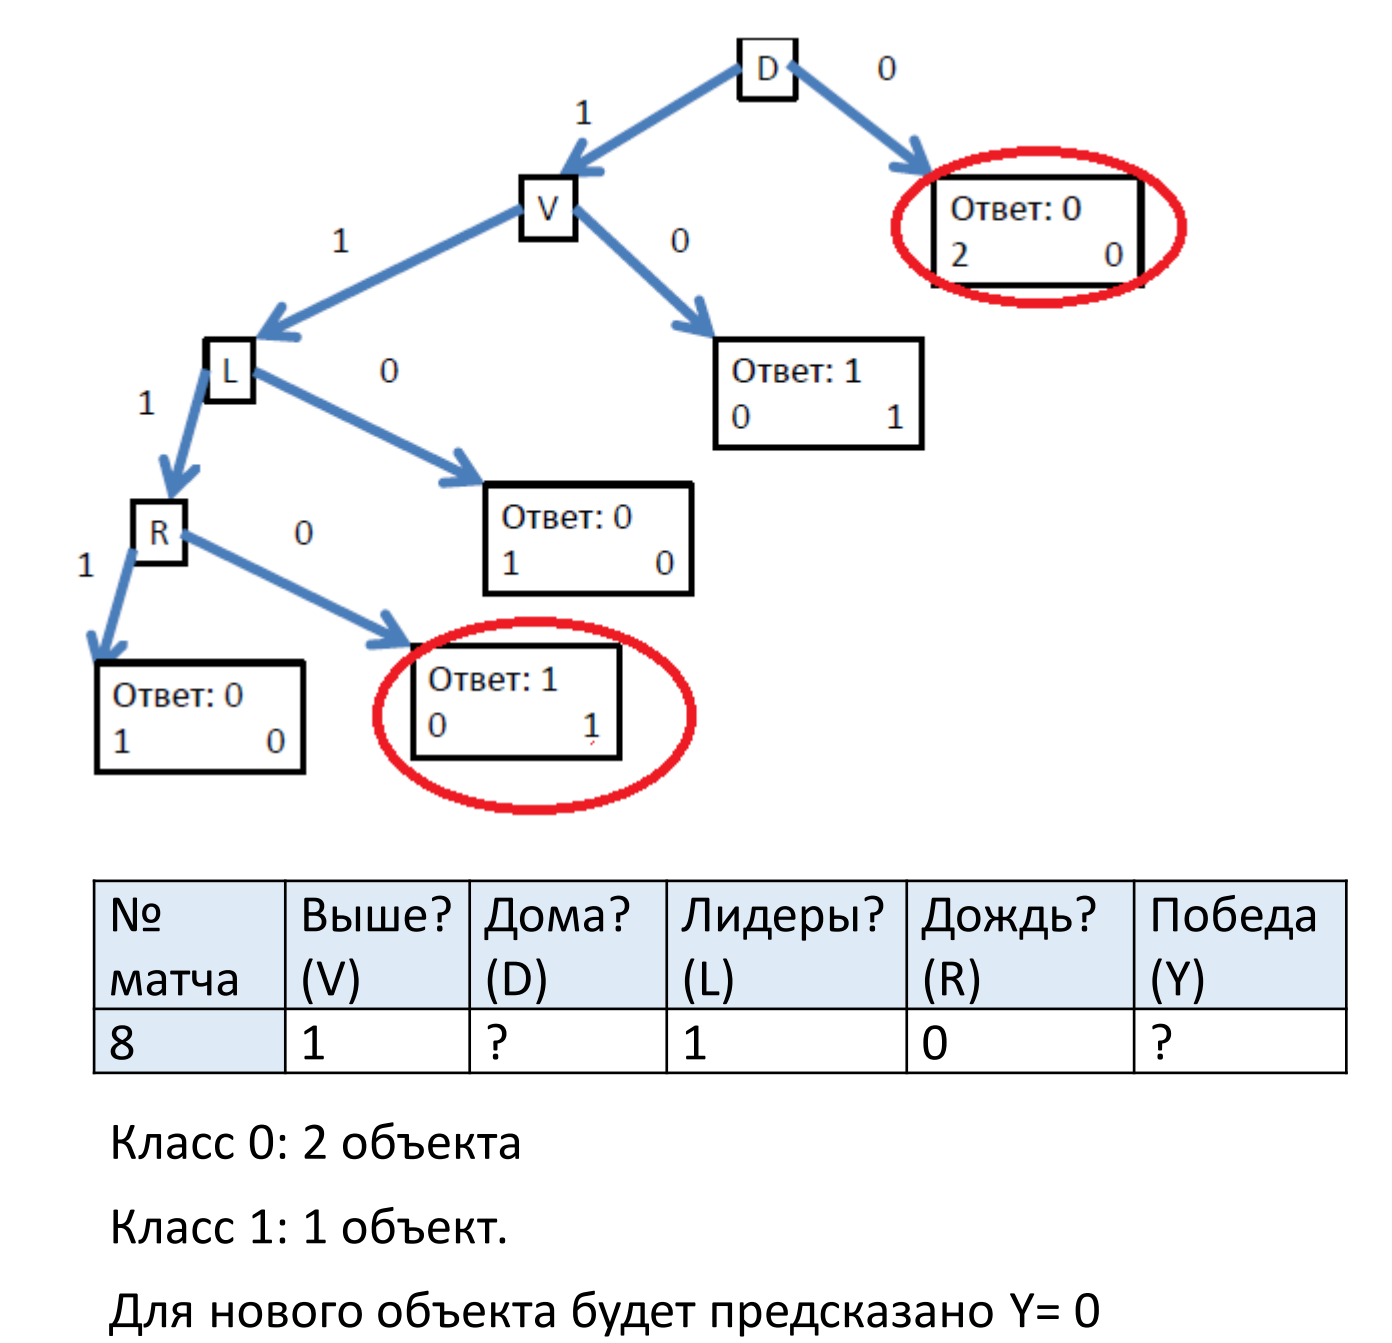 D
0
1
V
Ответ: 0
2 0
1
0
L
0
Ответ: 1
0 1
1
R
0
Ответ: 0
1 0
1
Ответ: 1
0 1
Ответ: 0
1 0
№ матча Выше? (V) Дома? (D) Лидеры? (L) Дождь? (R) Победа (Y)
8 1 ? 1 0 ?
Класс 0: 2 объекта
Класс 1: 1 объект.
Для нового объекта будет предсказано Y= 0